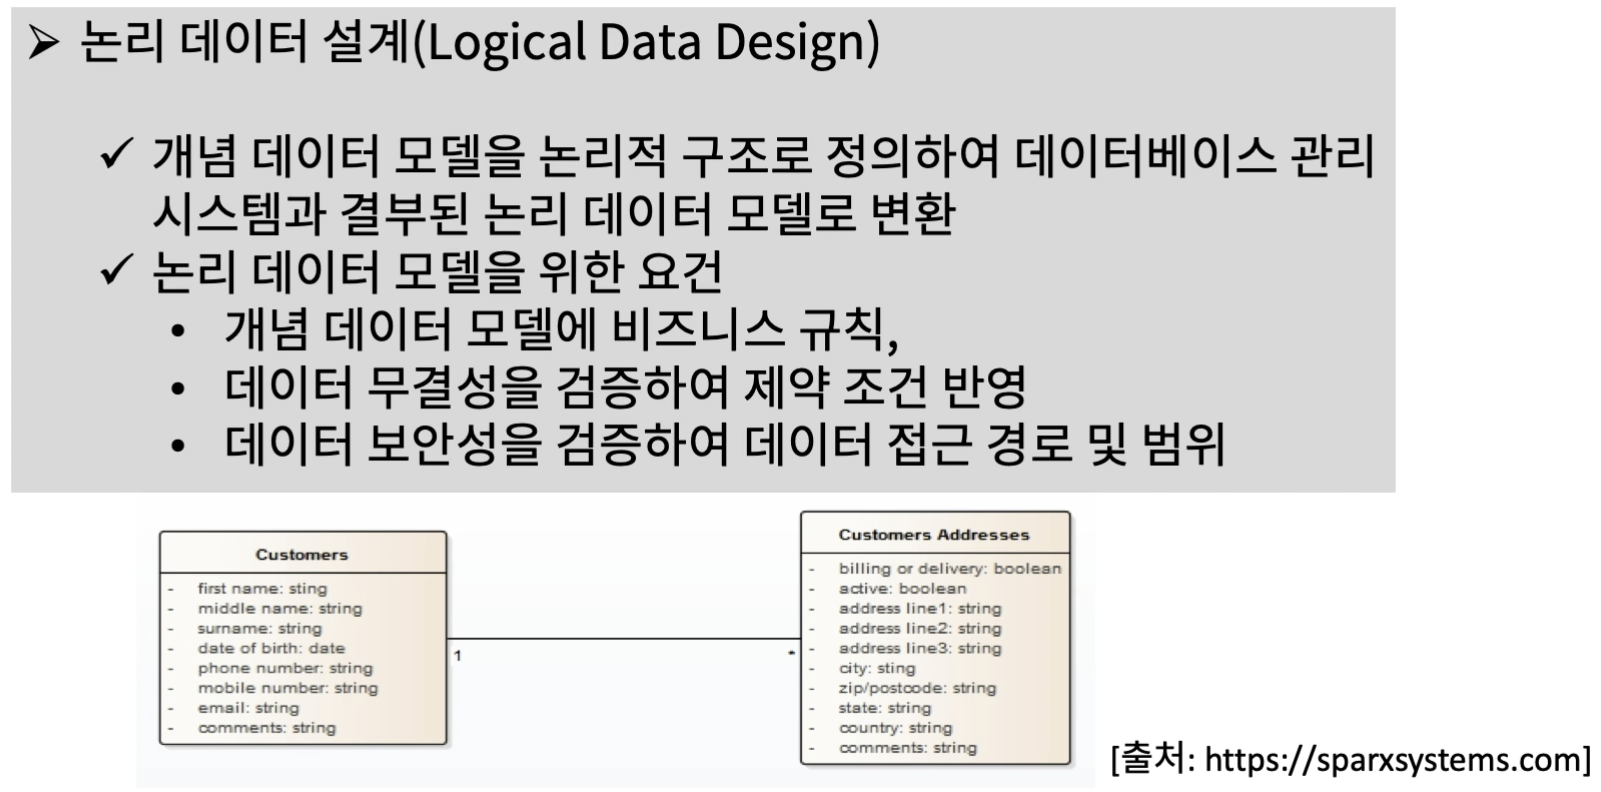 ➢ 논리 데이터 설계(Logical Data Design)
✓ 개념 데이터 모델을 논리적 구조로 정의하여 데이터베이스 관리
시스템과 결부된 논리 데이터 모델로 변환
✓ 논리 데이터 모델을 위한 요건
• 개념 데이터 모델에 비즈니스 규칙,
• 데이터 무결성을 검증하여 제약 조건 반영
• 데이터 보안성을 검증하여 데이터 접근 경로 및 범위
Customers
- first name: sting
- middle name: string
- surname: string
- date of birth: date
- phone number: string
- mobile number: string
- email: string
- comments: string
1
*
Customers Addresses
- billing or delivery: boolean
- active: boolean
- address line1: string
- address line2: string
- address line3: string
- city: sting
- zip/postcode: string
- state: string
- country: string
- comments: string
[출처: https://sparxsystems.com]